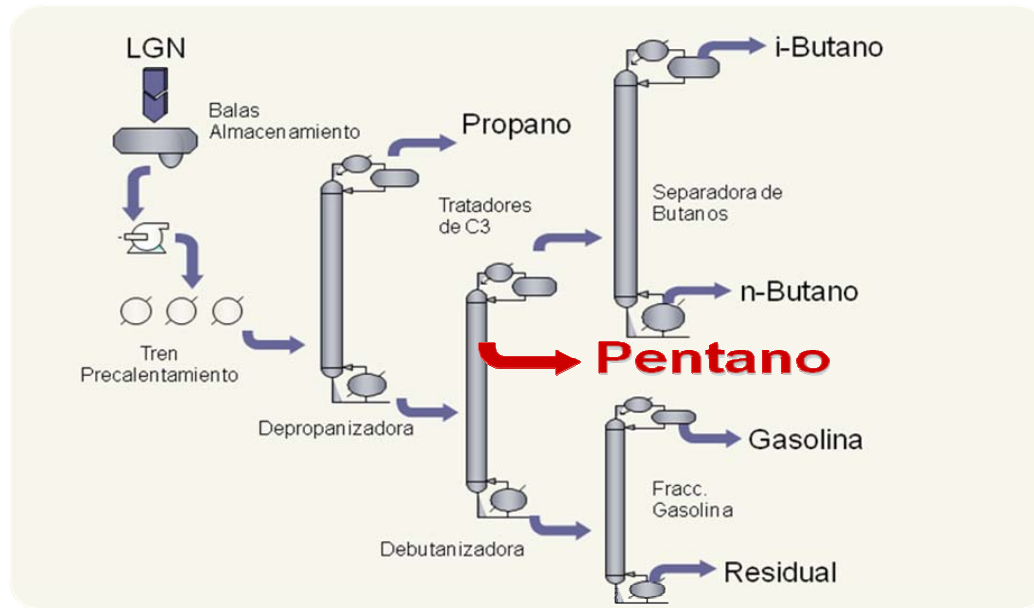 LGN
Balas
Almacenamiento
Tren
Precalentamiento
Propano
Depropanizadora
Tratadores
de C3
Debutanizadora
i-Butano
Separadora de
Butanos
n-Butano
Pentano
Gasolina
Fracc.
Gasolina
Residual